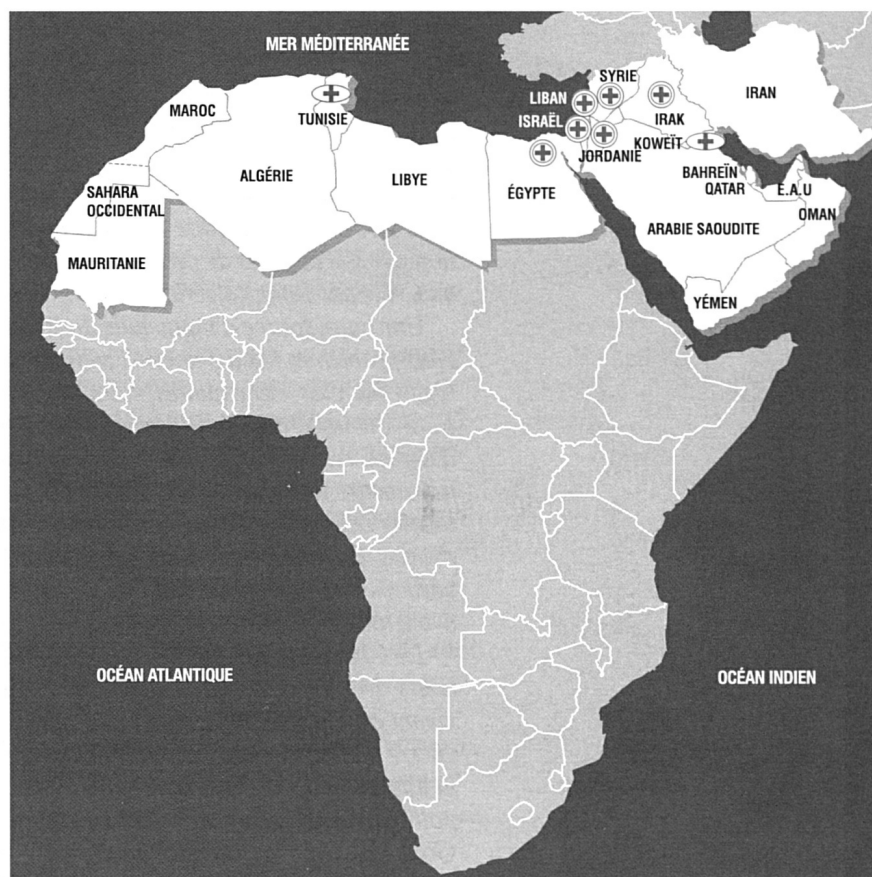 MER MÉDITERRANÉE
MAROC
TUNISIE
ALGÉRIE
LIBYE
ÉGYPTE
SAHARA
OCCIDENTAL
MAURITANIE
SYRIE
LIBAN
ISRAËL
IRAK
IRAN
JORDANIE
KOWEÏT
BAHREÏN
QATAR
E.A.U
OMAN
ARABIE SAOUDITE
YÉMEN
OCÉAN ATLANTIQUE
OCÉAN INDIEN